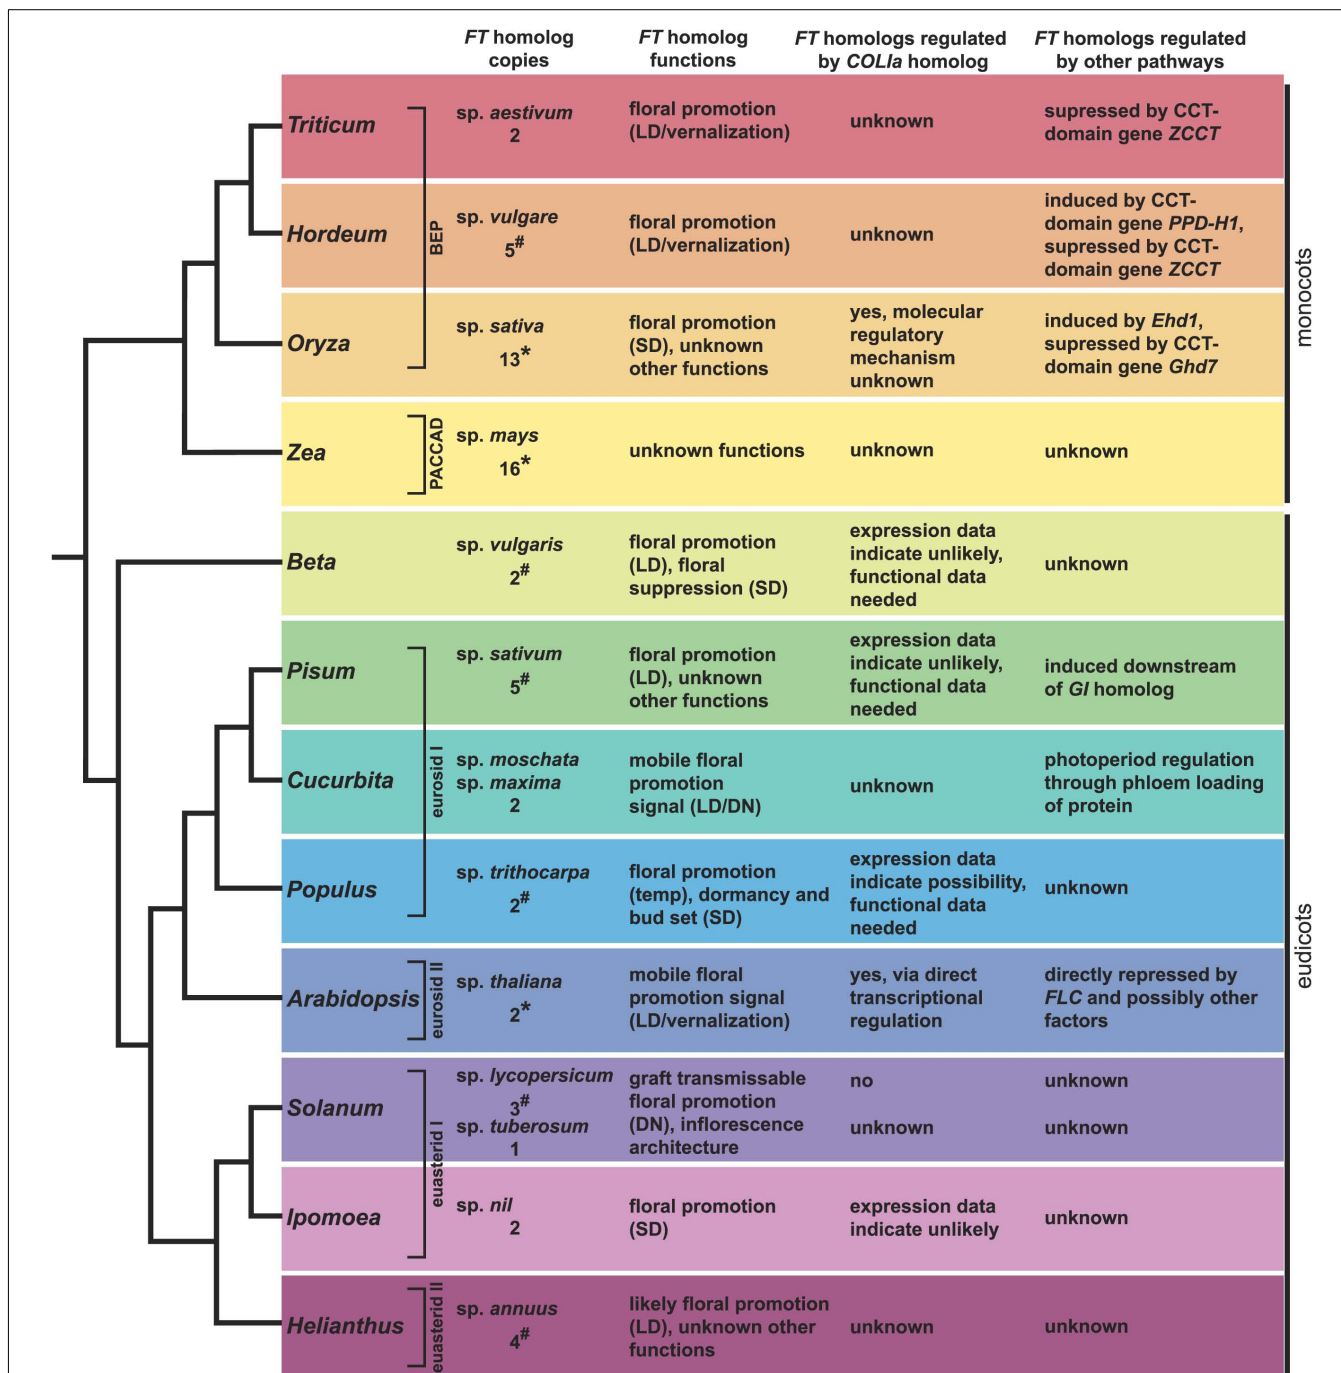 FT homolog
copies
FT homolog
functions
FT homologs regulated
by COLIa homolog
FT homologs regulated
by other pathways
Triticum
sp. aestivum
2
floral promotion
(LD/vernalization)
unknown
supressed by CCT-
domain gene ZCCT
Hordeum
BEP
sp. vulgare
5#
floral promotion
(LD/vernalization)
unknown
induced by CCT-
domain gene PPD-H1,
supressed by CCT-
domain gene ZCCT
Oryza
sp. sativa
13*
floral promotion
(SD), unknown
other functions
yes, molecular
regulatory
mechanism
unknown
induced by Ehd1,
supressed by CCT-
domain gene Ghd7
Zea
PACCAD
sp. mays
16*
unknown functions
unknown
unknown
monocots
Beta
sp. vulgaris
2#
floral promotion
(LD), floral
suppression (SD)
expression data
indicate unlikely,
functional data
needed
unknown
Pisum
sp. sativum
5#
floral promotion
(LD), unknown
other functions
expression data
indicate unlikely,
functional data
needed
induced downstream
of GI homolog
Cucurbita
eurosid I
sp. moschata
sp. maxima
2
mobile floral
promotion
signal (LD/DN)
unknown
photoperiod regulation
through phloem loading
of protein
Populus
sp. trithocarpa
2#
floral promotion
(temp), dormancy and
bud set (SD)
expression data
indicate possibility,
functional data
needed
unknown
Arabidopsis
eurosid II
sp. thaliana
2*
mobile floral
promotion signal
(LD/vernalization)
yes, via direct
transcriptional
regulation
directly repressed by
FLC and possibly other
factors
Solanum
sp. lycopersicum
3#
sp. tuberosum
1
graft transmissable
floral promotion
(DN), inflorescence
architecture
no
unknown
unknown
unknown
euasterid I
Ipomoea
sp. nil
2
floral promotion
(SD)
expression data
indicate unlikely
unknown
Helianthus
euasterid II
sp. annuus
4#
likely floral promotion
(LD), unknown other
functions
unknown
unknown
eudicots